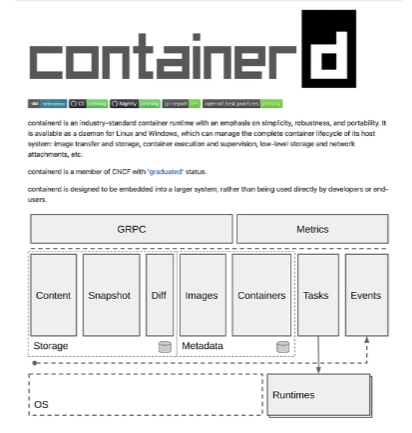 containerd
reference CI passing Nightly passing go report A+ openssf best practices passing
containerd is an industry-standard container runtime with an emphasis on simplicity, robustness, and portability. It
is available as a daemon for Linux and Windows, which can manage the complete container lifecycle of its host
system: image transfer and storage, container execution and supervision, low-level storage and network
attachments, etc.
containerd is a member of CNCF with 'graduated' status.
containerd is designed to be embedded into a larger system, rather than being used directly by developers or end-
users.
GRPC Metrics
Content Snapshot Diff Images Containers Tasks Events
Storage Metadata
OS Runtimes